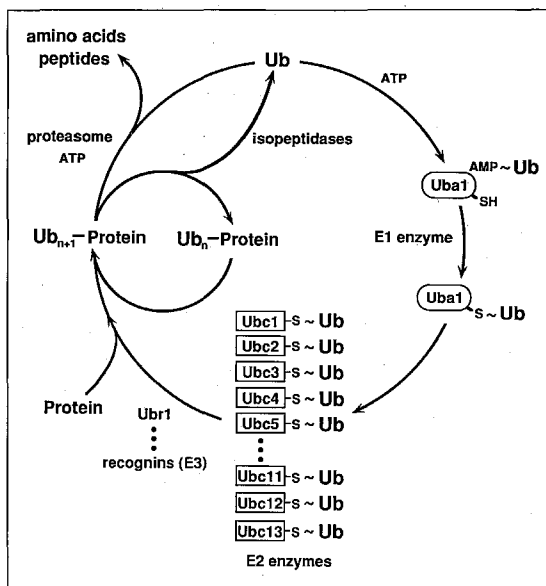 amino acids
peptides
Ub
ATP
proteasome
ATP
isopeptidases
AMP~Ub
Uba1
SH
E1 enzyme
Ubn+1–Protein
Ubn–Protein
Uba1
S~Ub
Ubc1-S~Ub
Ubc2-S~Ub
Ubc3-S~Ub
Ubc4-S~Ub
Ubc5-S~Ub
Ubc11-S~Ub
Ubc12-S~Ub
Ubc13-S~Ub
E2 enzymes
Protein
Ubr1
recognins (E3)